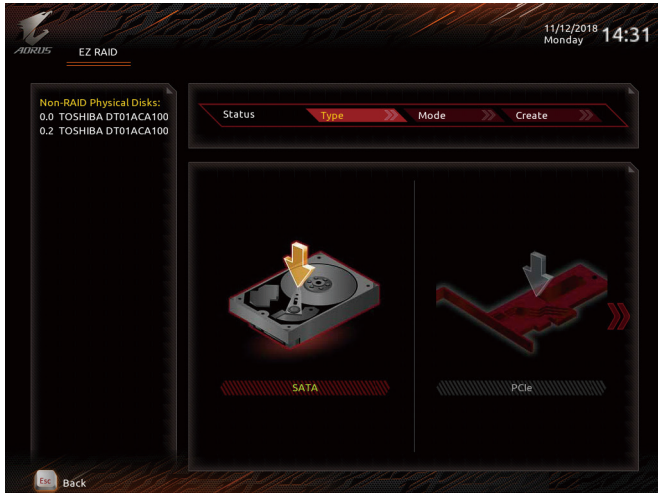 AORUS
EZ RAID
11/12/2018
Monday
14:31
Non-RAID Physical Disks:
0.0 TOSHIBA DT01ACA100
0.2 TOSHIBA DT01ACA100
Status Type Mode Create
SATA PCIe
Esc Back